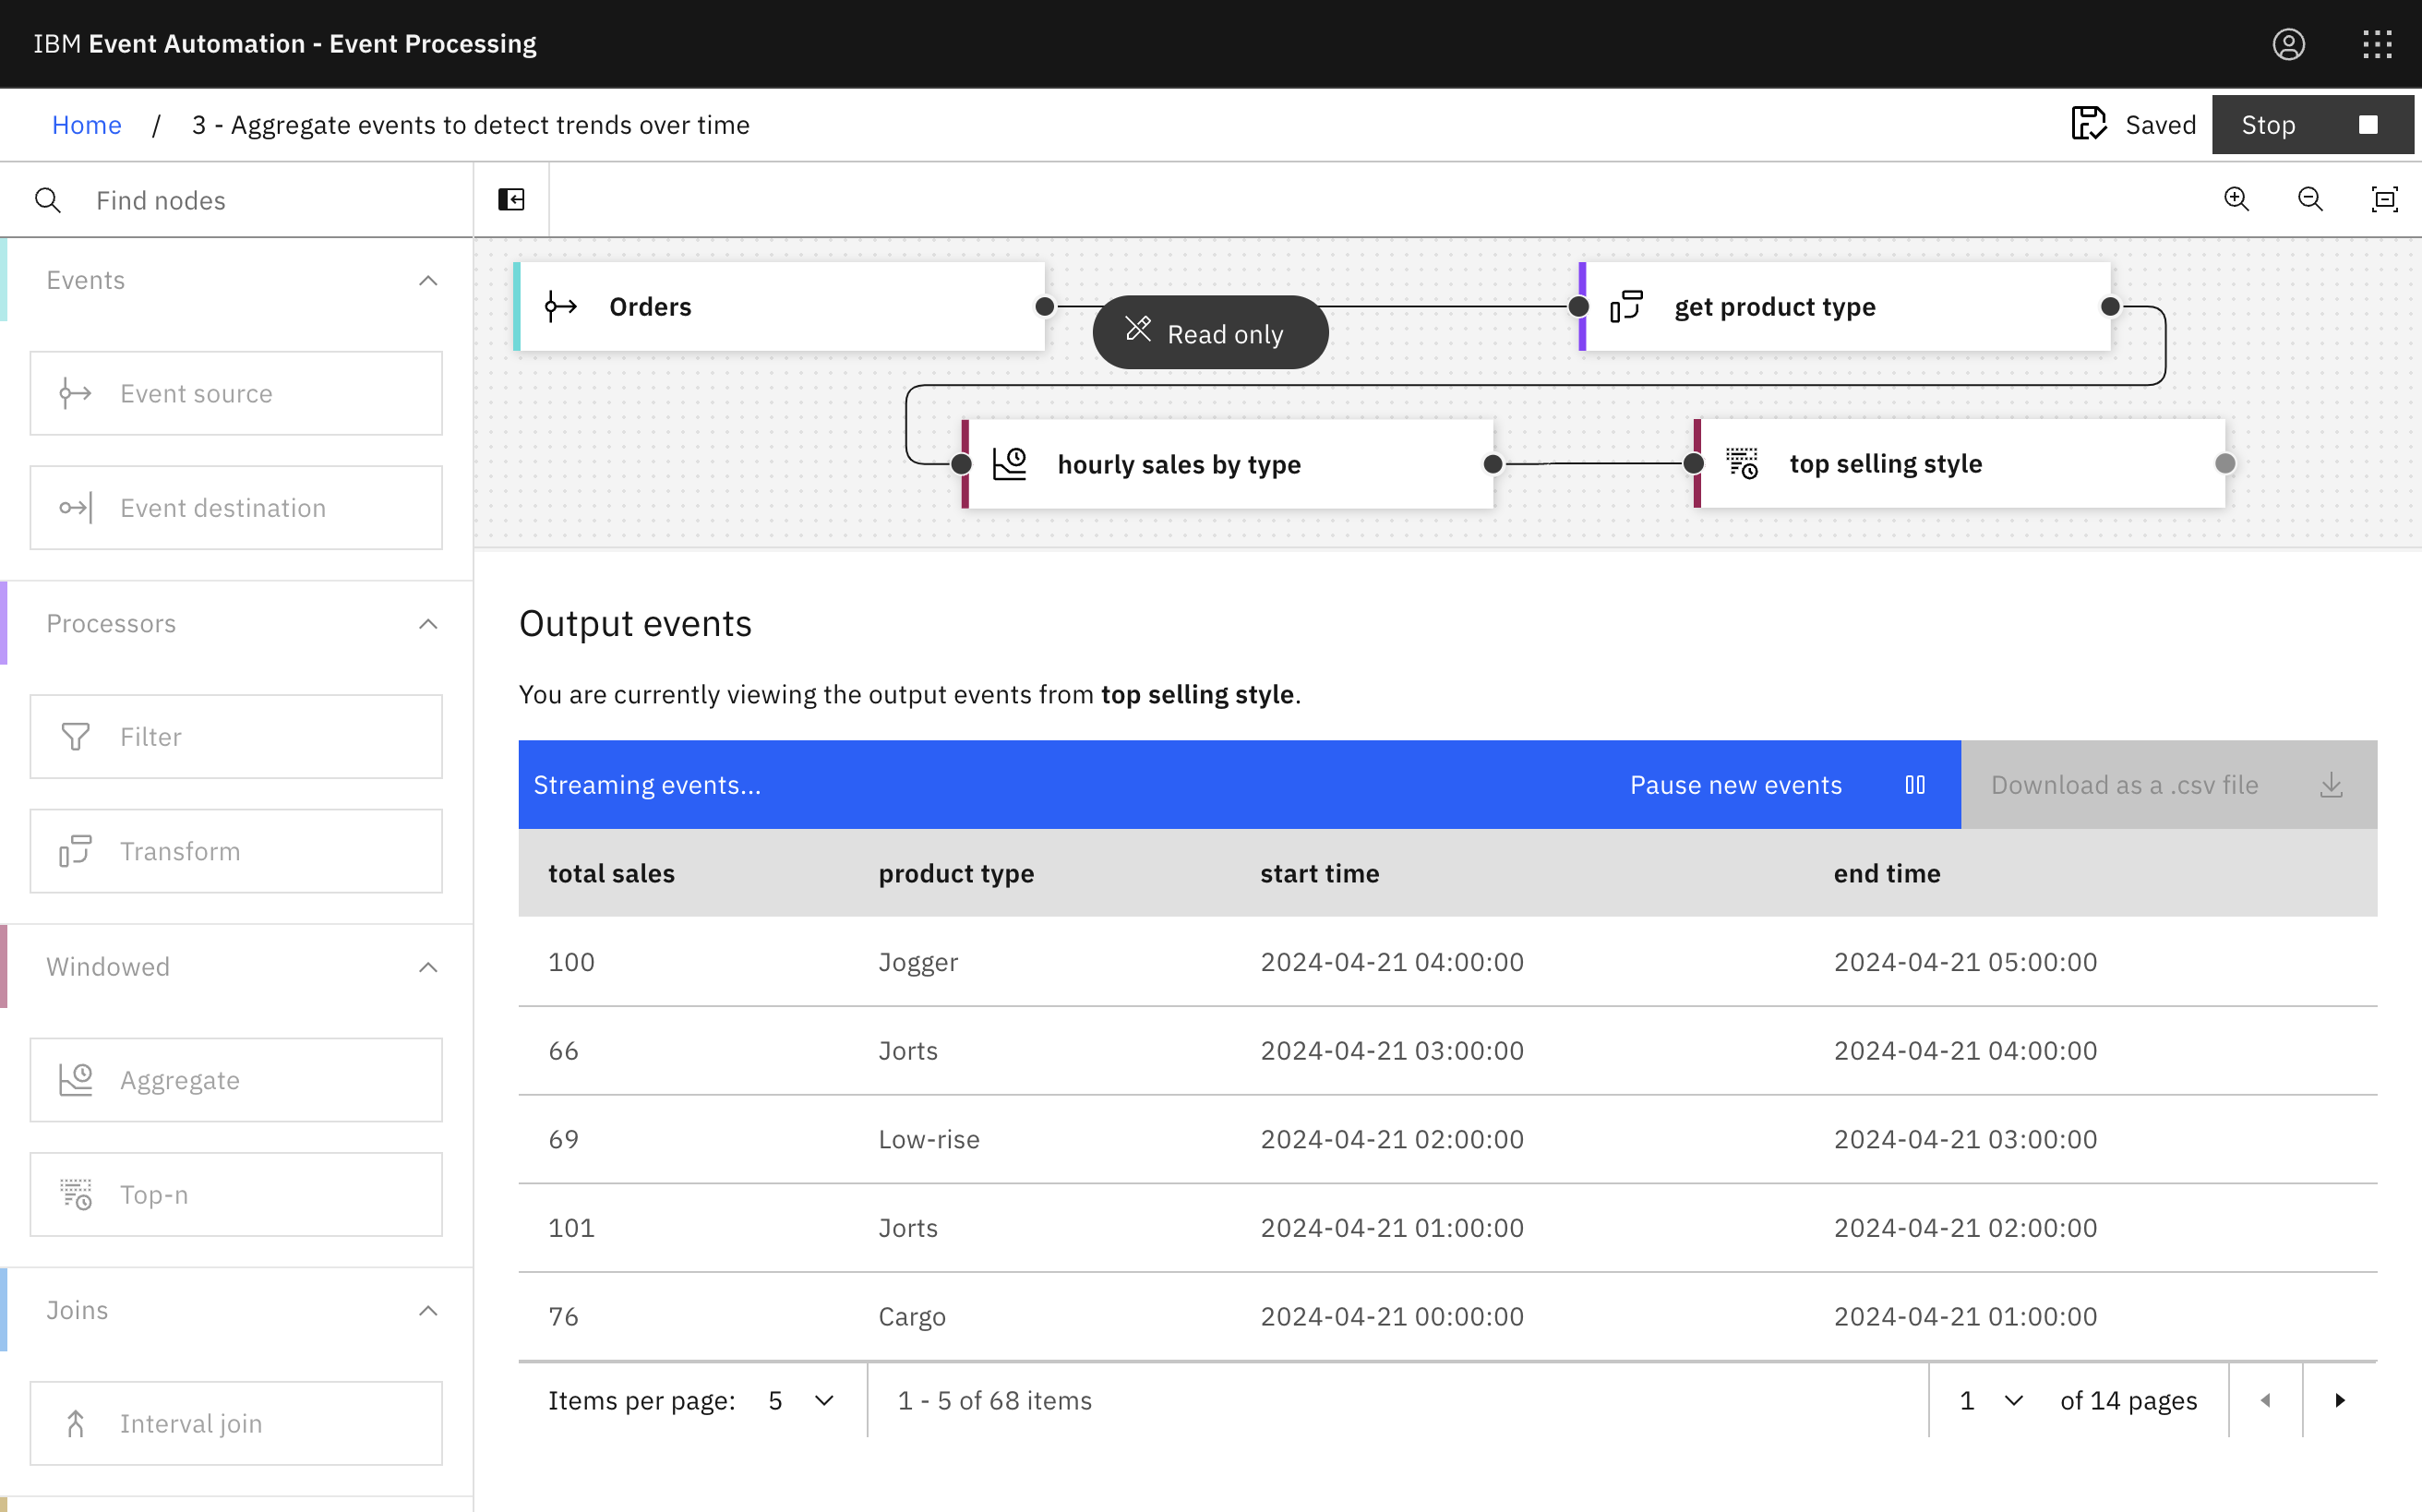 IBM Event Automation - Event Processing
Home / 3 - Aggregate events to detect trends over time
Saved
Stop
Find nodes
Events
Event source
Event destination
Processors
Filter
Transform
Windowed
Aggregate
Top-n
Joins
Interval join
Orders
Read only
get product type
hourly sales by type
top selling style
Output events
You are currently viewing the output events from top selling style.
Streaming events... Pause new events Download as a .csv file
total sales product type start time end time
100 Jogger 2024-04-21 04:00:00 2024-04-21 05:00:00
66 Jorts 2024-04-21 03:00:00 2024-04-21 04:00:00
69 Low-rise 2024-04-21 02:00:00 2024-04-21 03:00:00
101 Jorts 2024-04-21 01:00:00 2024-04-21 02:00:00
76 Cargo 2024-04-21 00:00:00 2024-04-21 01:00:00
Items per page: 5 1 - 5 of 68 items 1 of 14 pages